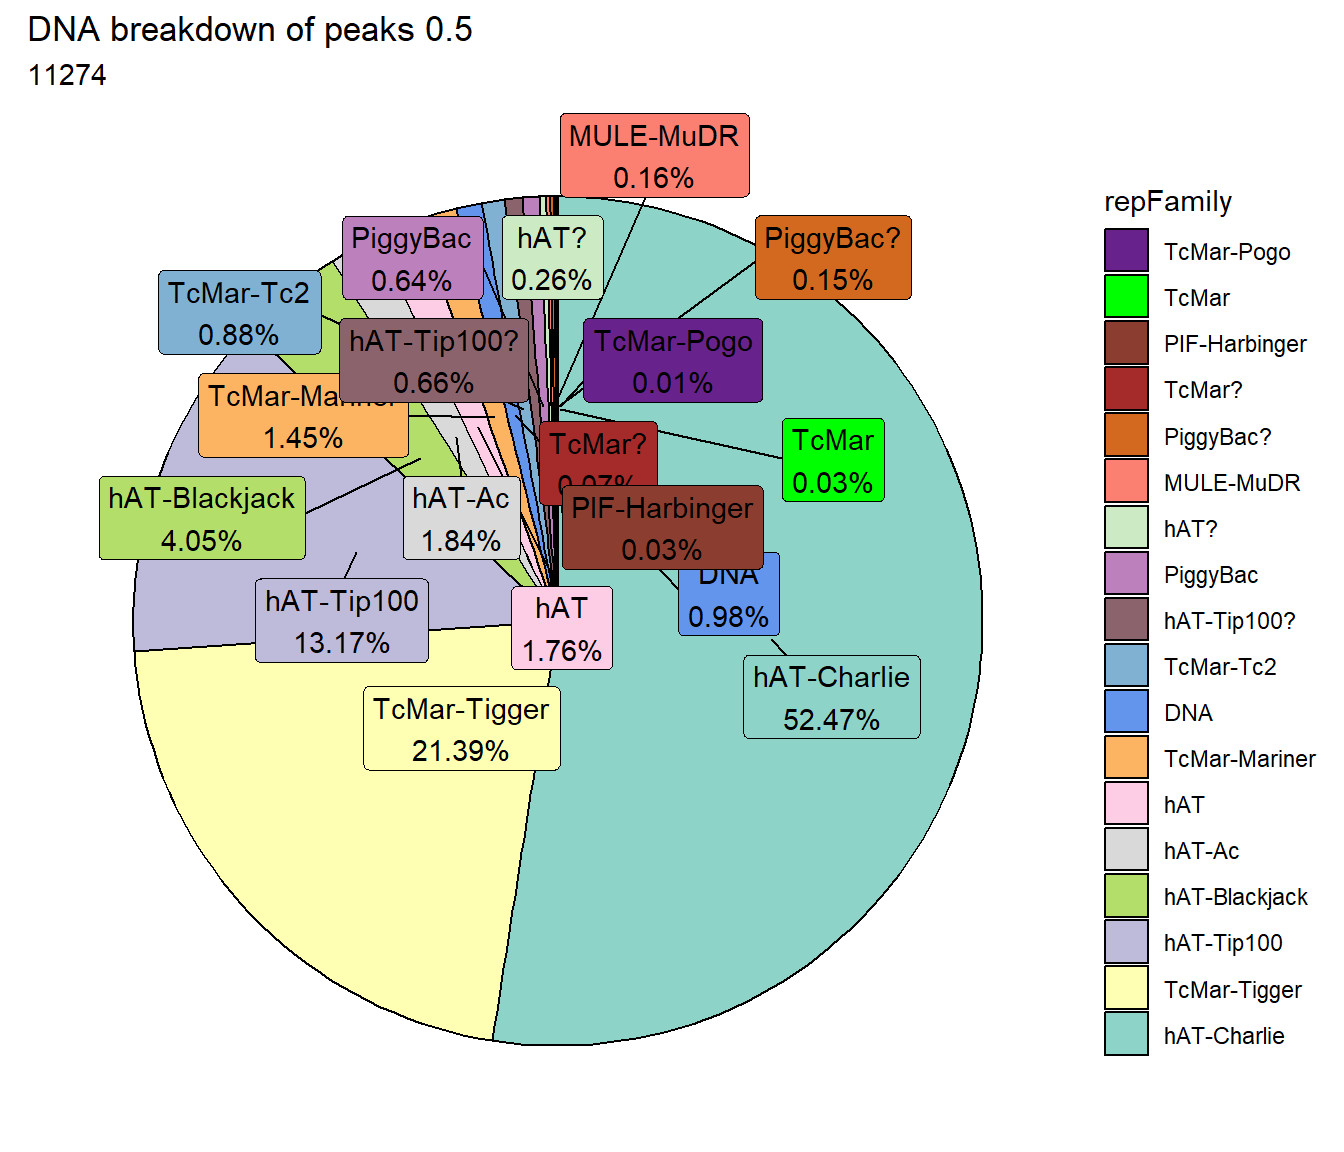 DNA breakdown of peaks 0.5
11274
MULE-MuDR
0.16%
PiggyBac
0.64%
hAT?
0.26%
PiggyBac?
0.15%
TcMar-Tc2
0.88%
hAT-Tip100?
0.66%
TcMar-Pogo
0.01%
TcMar-Mariner
1.45%
TcMar?
0.07%
TcMar
0.03%
hAT-Blackjack
4.05%
hAT-Ac
1.84%
PIF-Harbinger
0.03%
DNA
0.98%
hAT-Tip100
13.17%
hAT
1.76%
hAT-Charlie
52.47%
TcMar-Tigger
21.39%
repFamily
TcMar-Pogo
TcMar
PIF-Harbinger
TcMar?
PiggyBac?
MULE-MuDR
hAT?
PiggyBac
hAT-Tip100?
TcMar-Tc2
DNA
TcMar-Mariner
hAT
hAT-Ac
hAT-Blackjack
hAT-Tip100
TcMar-Tigger
hAT-Charlie